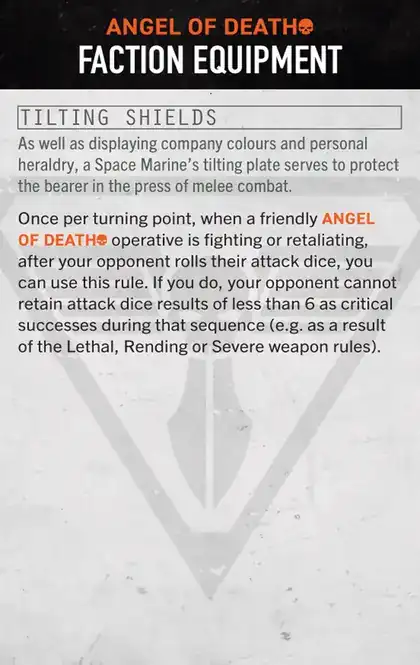 ANGEL OF DEATH
FACTION EQUIPMENT
TILTING SHIELDS
As well as displaying company colours and personal
heraldry, a Space Marine's tilting plate serves to protect
the bearer in the press of melee combat.
Once per turning point, when a friendly ANGEL
OF DEATH operative is fighting or retaliating,
after your opponent rolls their attack dice, you
can use this rule. If you do, your opponent cannot
retain attack dice results of less than 6 as critical
successes during that sequence (e.g. as a result
of the Lethal, Rending or Severe weapon rules).